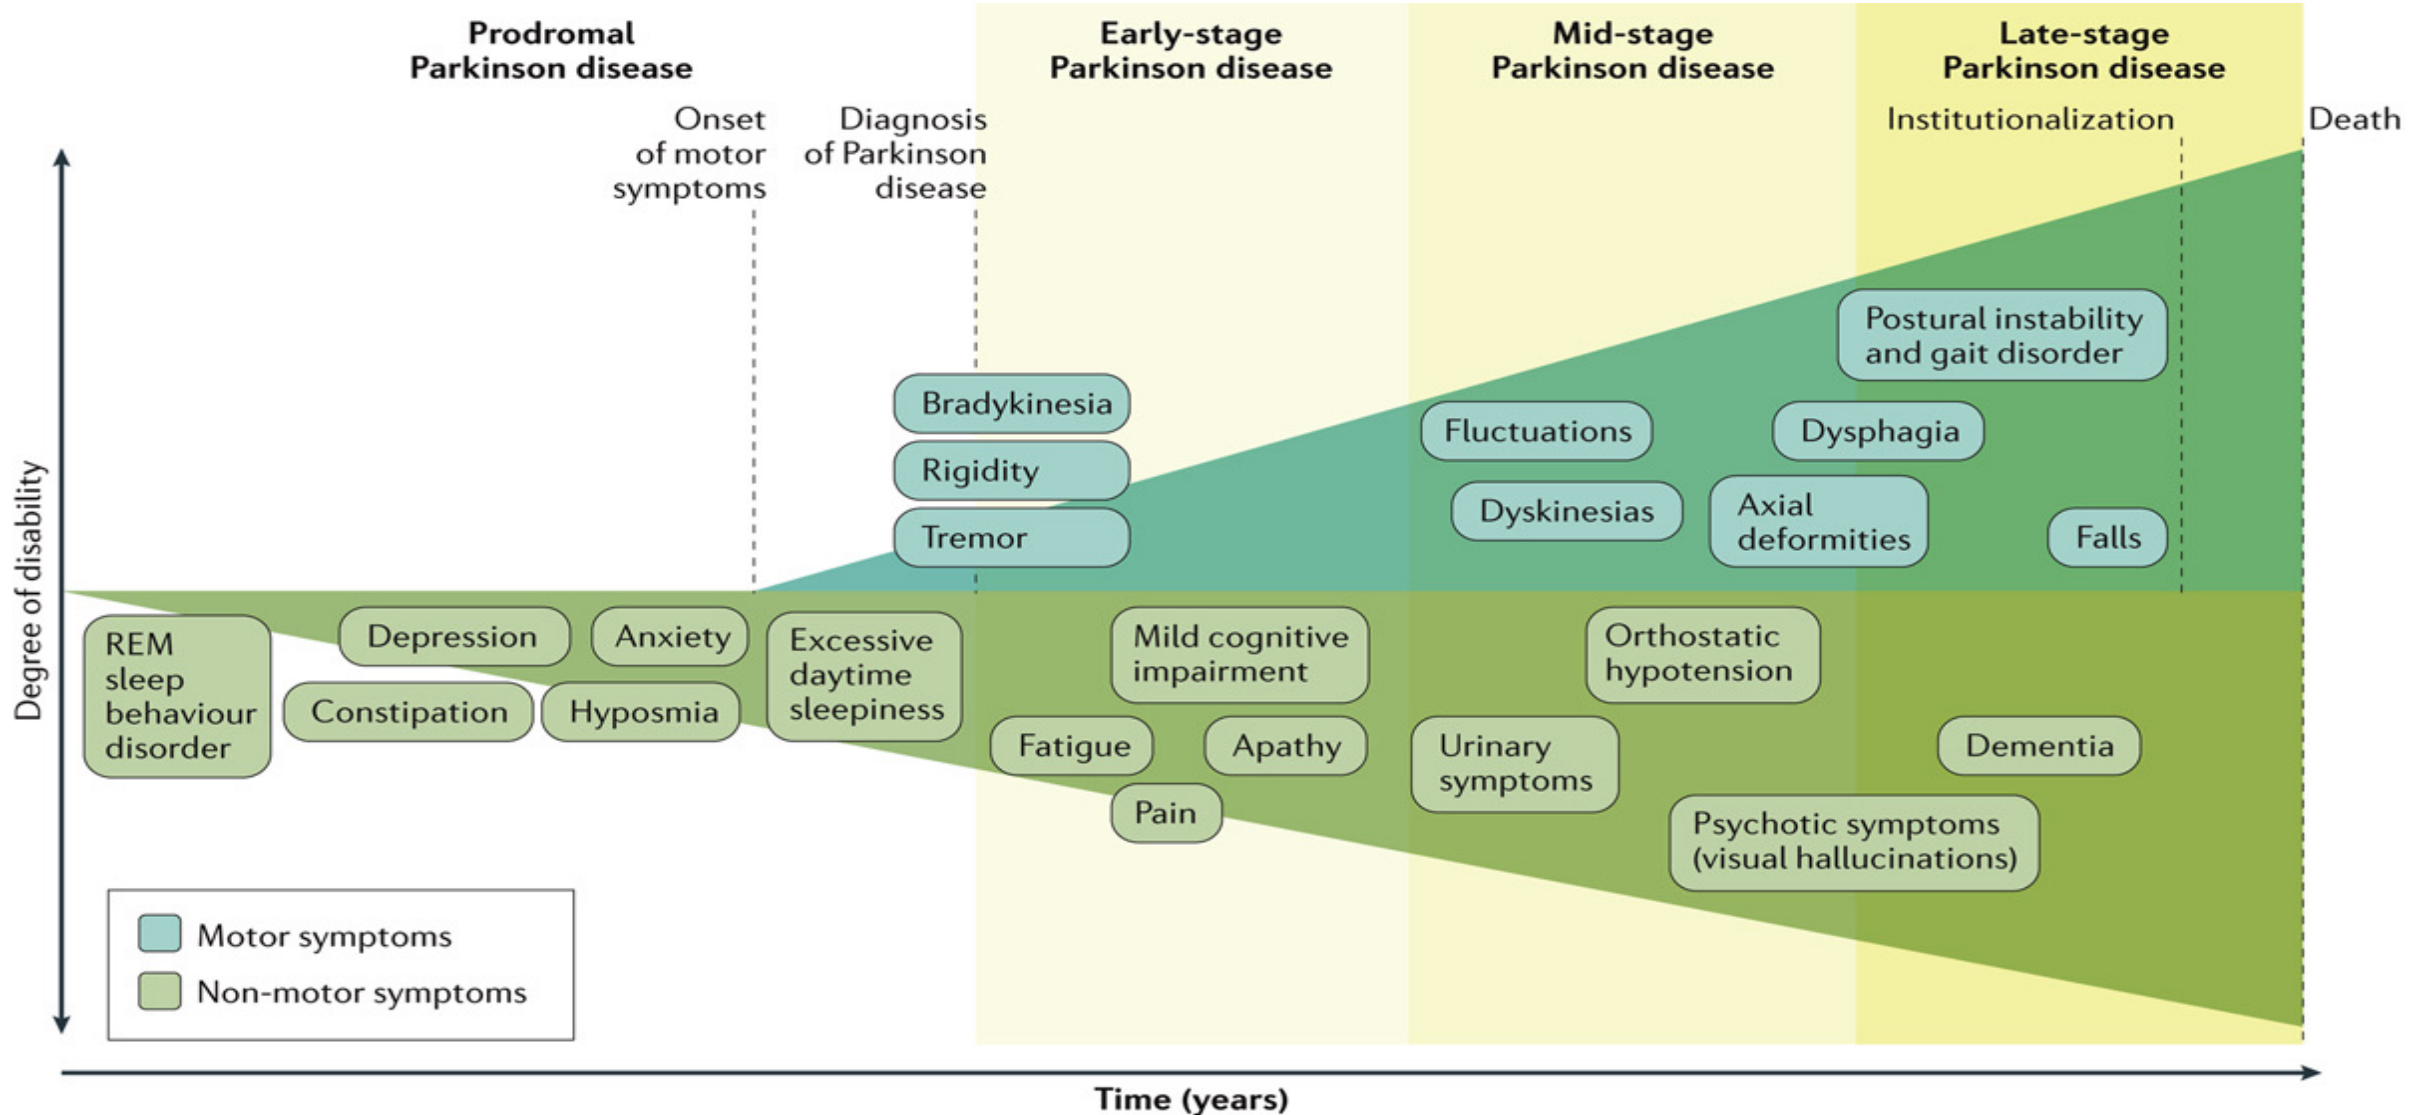 Prodromal
Parkinson disease
Early-stage
Parkinson disease
Mid-stage
Parkinson disease
Late-stage
Parkinson disease
Onset
of motor
symptoms
Diagnosis
of Parkinson
disease
Institutionalization
Death
Degree of disability
Bradykinesia
Rigidity
Tremor
Fluctuations
Dyskinesias
Postural instability
and gait disorder
Dysphagia
Axial
deformities
Falls
REM
sleep
behaviour
disorder
Depression
Constipation
Anxiety
Hyposmia
Excessive
daytime
sleepiness
Mild cognitive
impairment
Fatigue
Apathy
Pain
Orthostatic
hypotension
Urinary
symptoms
Dementia
Psychotic symptoms
(visual hallucinations)
Motor symptoms
Non-motor symptoms
Time (years)